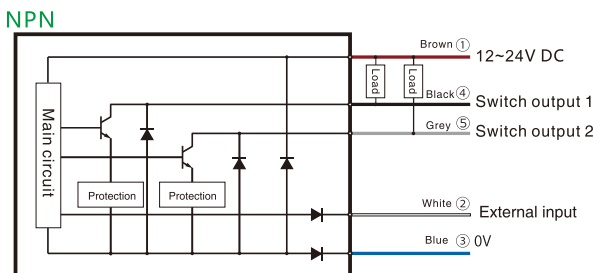 NPN
Brown ① 12~24V DC
Load Load
Black ④ Switch output 1
Grey ⑤ Switch output 2
Main circuit
Protection Protection
White ② External input
Blue ③ 0V